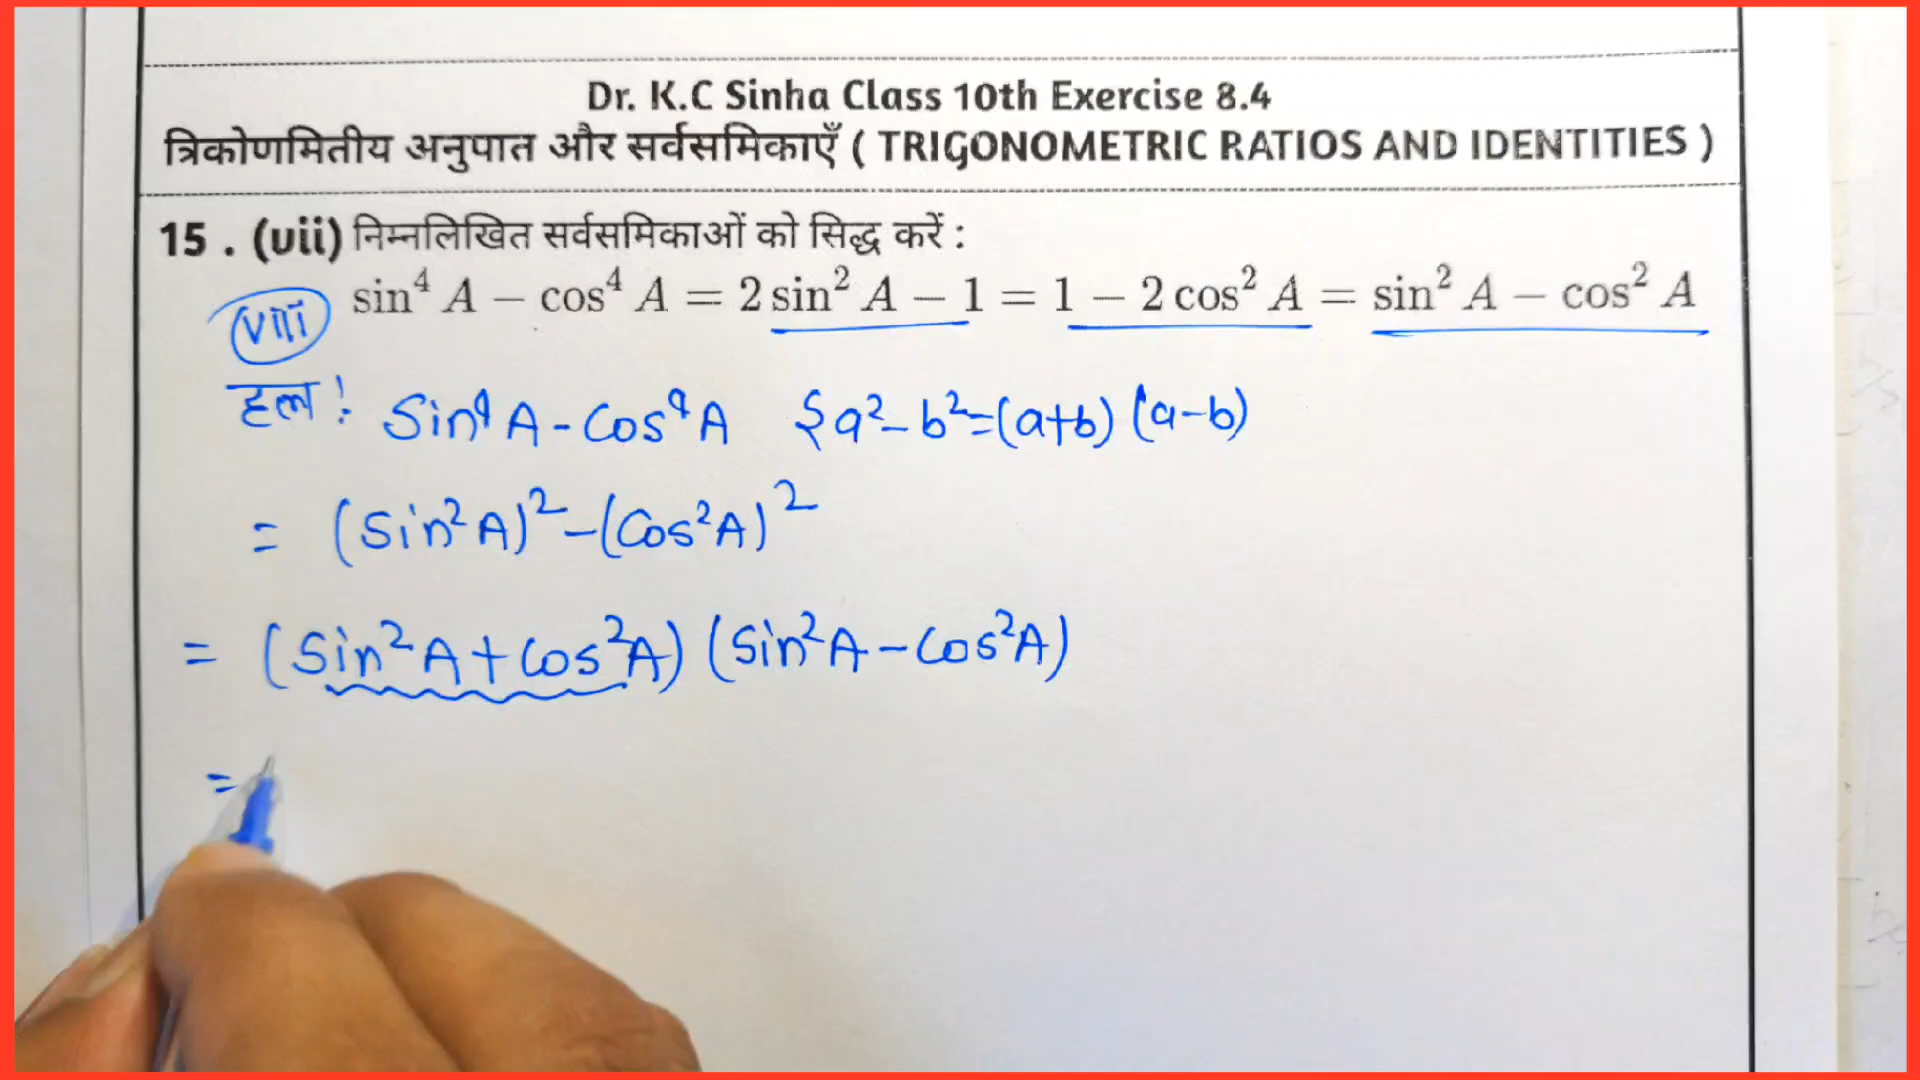 Dr. K.C Sinha Class 10th Exercise 8.4
त्रिकोणमितीय अनुपात और सर्वसमिकाएँ ( TRIGONOMETRIC RATIOS AND IDENTITIES )
15 . (vii) निम्नलिखित सर्वसमिकाओं को सिद्ध करें :
sin⁴ A − cos⁴ A = 2 sin² A − 1 = 1 − 2 cos² A = sin² A − cos² A
viii
हल : Sin⁴A - Cos⁴A {a² - b² = (a+b) (a-b)
= (Sin²A)² - (Cos²A)²
= (Sin²A + Cos²A) (Sin²A - Cos²A)
=